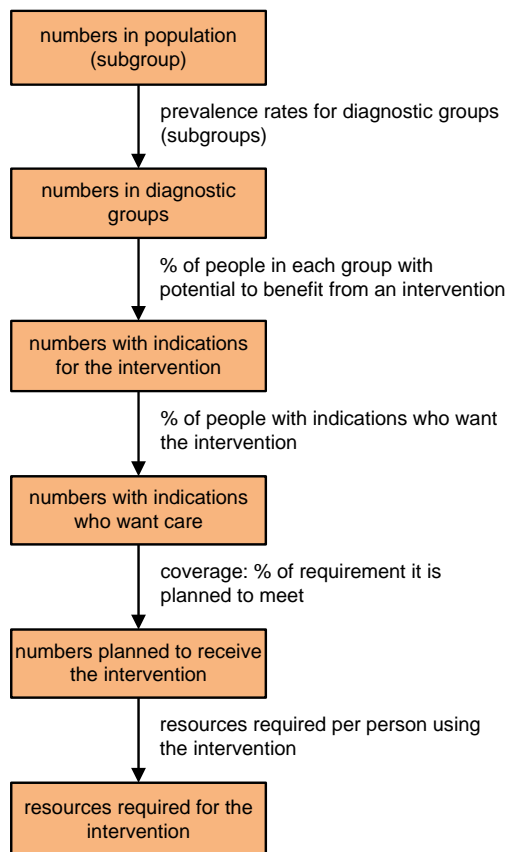 numbers in population
(subgroup)
prevalence rates for diagnostic groups
(subgroups)
numbers in diagnostic
groups
% of people in each group with
potential to benefit from an intervention
numbers with indications
for the intervention
% of people with indications who want
the intervention
numbers with indications
who want care
coverage: % of requirement it is
planned to meet
numbers planned to receive
the intervention
resources required per person using
the intervention
resources required for the
intervention